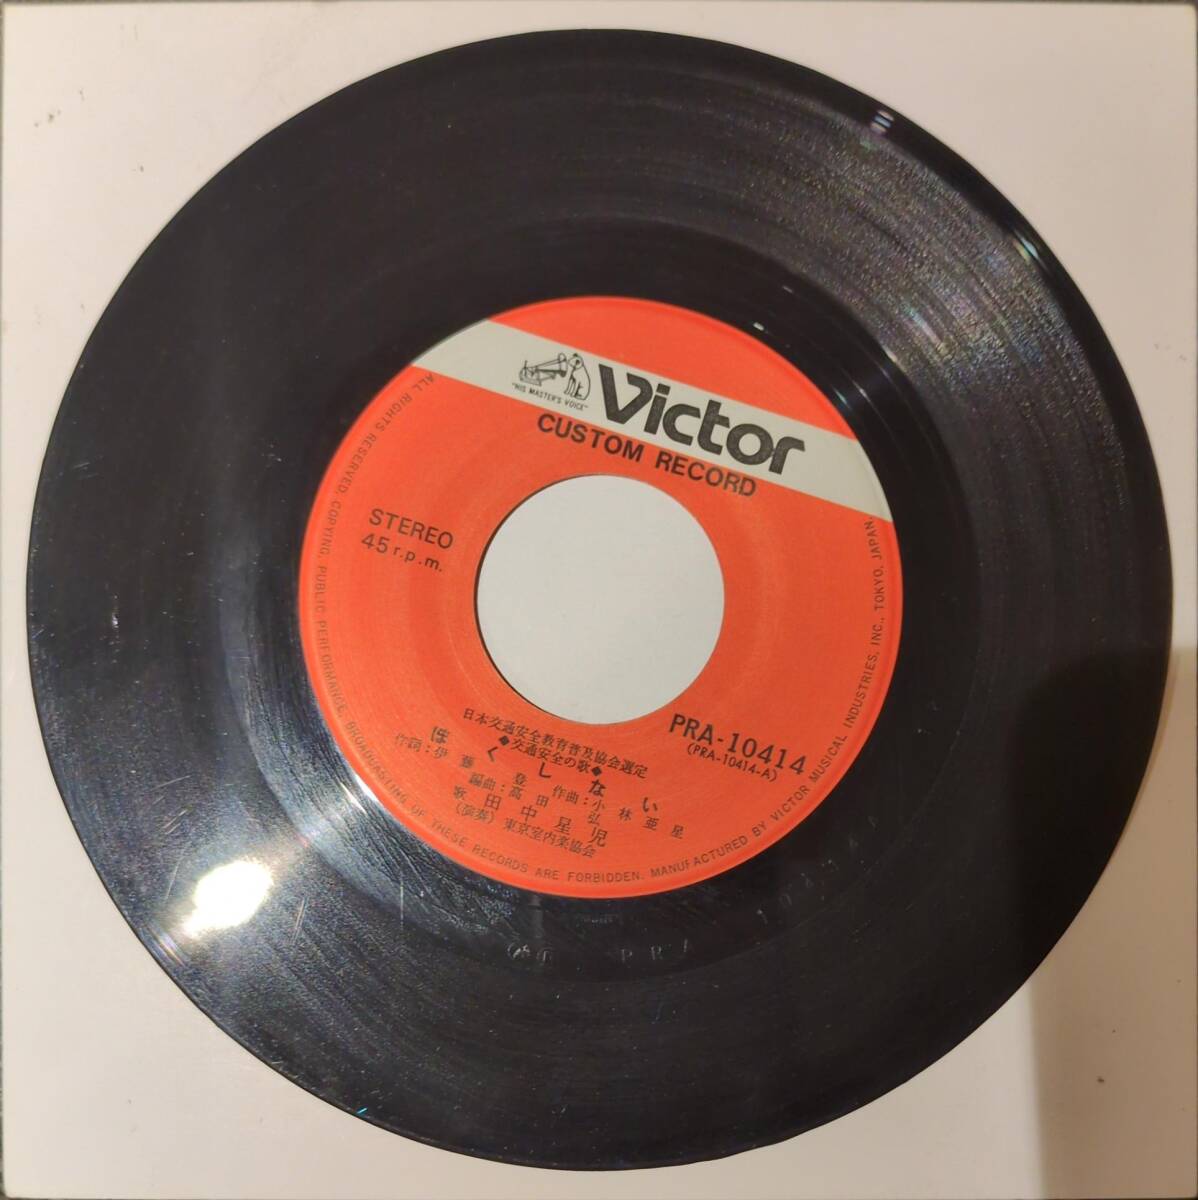 "HIS MASTER'S VOICE"
Victor
CUSTOM RECORD
STEREO
45 r.p.m.
PRA-10414
(PRA-10414-A)
日本交通安全教育普及協会選定
◆交通安全の歌◆
ぼくしない
作詞:伊藤登 作曲:小林亜星
編曲:高田弘
歌 田中星児
(演奏)東京室内楽協会
ALL RIGHTS RESERVED. COPYING, PUBLIC PERFORMANCE, BROADCASTING OF THESE RECORDS ARE FORBIDDEN. MANUFACTURED BY VICTOR MUSICAL INDUSTRIES, INC., TOKYO, JAPAN.